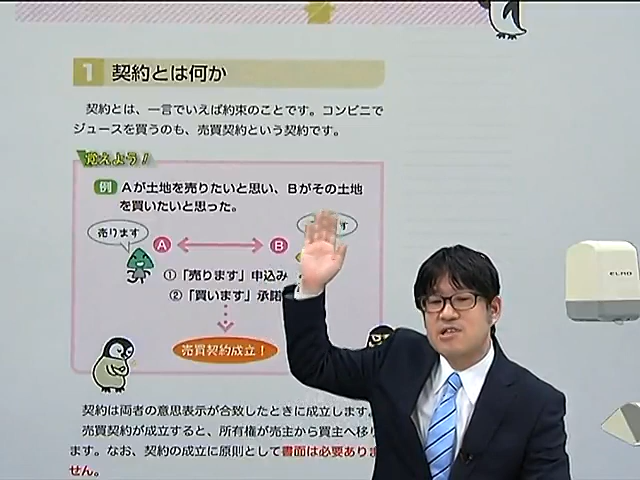 1 契約とは何か
契約とは、一言でいえば約束のことです。コンビニで
ジュースを買うのも、売買契約という契約です。
覚えよう!
例 Aが土地を売りたいと思い、Bがその土地
を買いたいと思った。
売ります
A B
①「売ります」申込み
②「買います」承諾
売買契約成立!
契約は両者の意思表示が合致したときに成立します。
売買契約が成立すると、所有権が売主から買主へ移り
ます。なお、契約の成立に原則として書面は必要ありま
せん。
ELMO